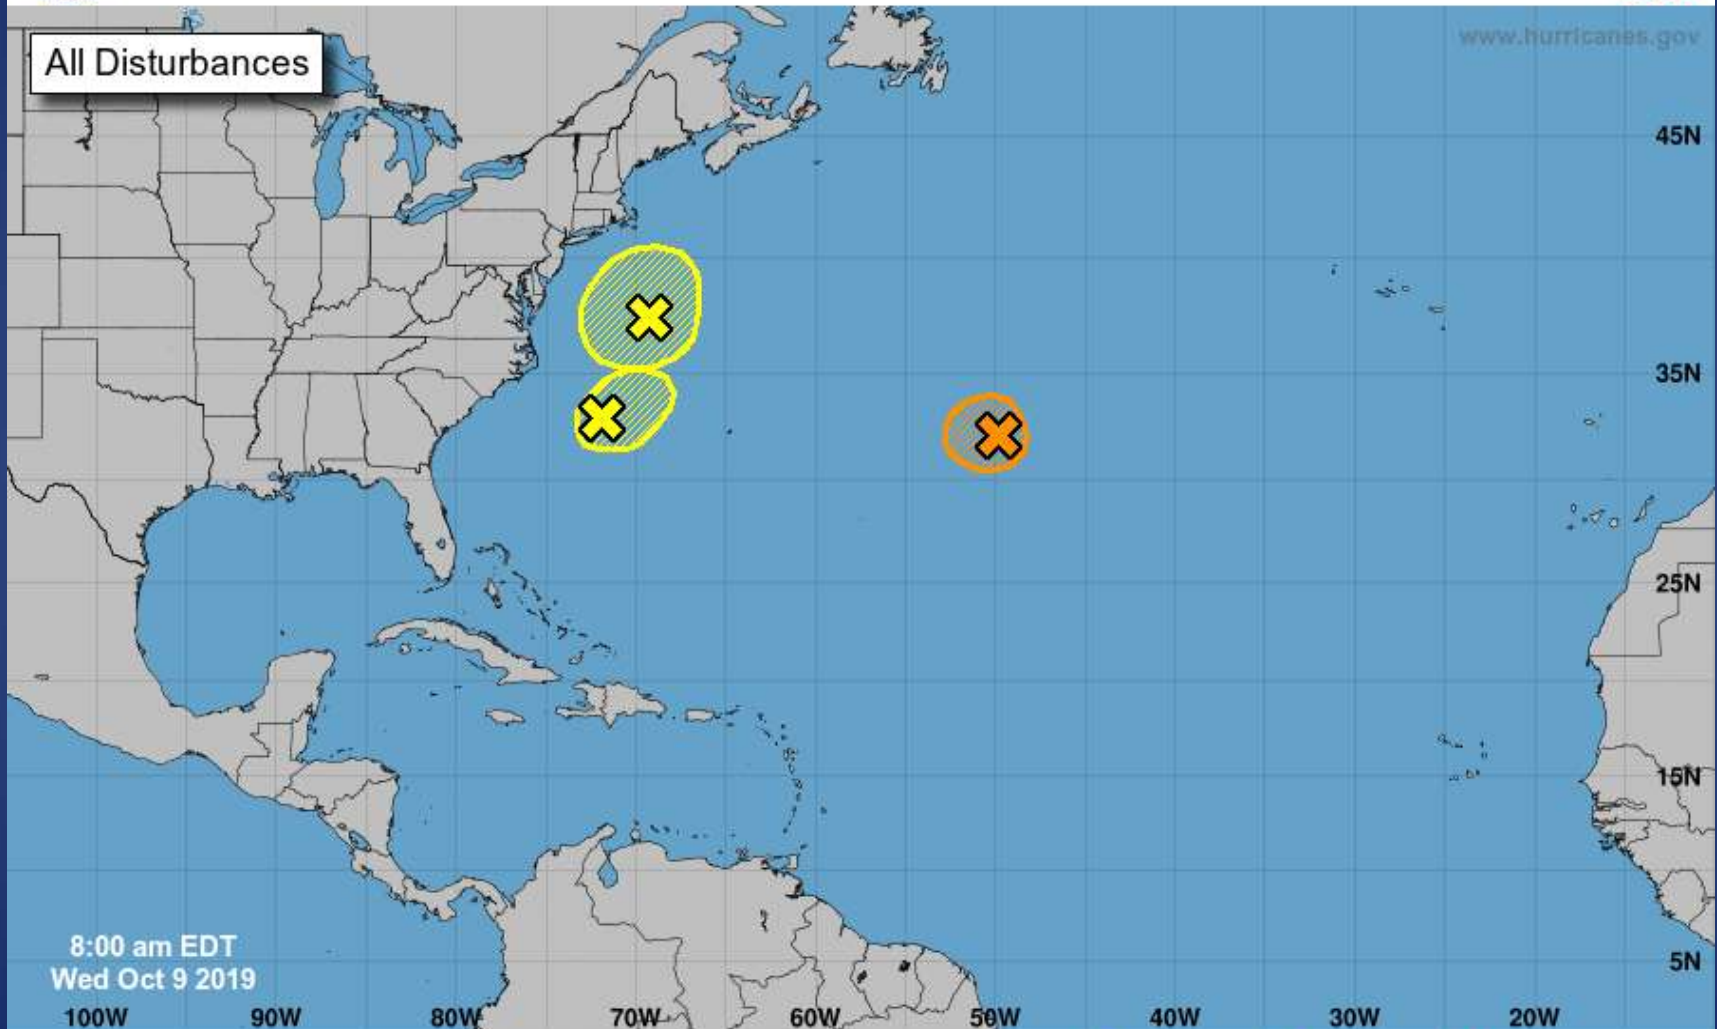 www.hurricanes.gov
All Disturbances
45N
35N
25N
15N
5N
8:00 am EDT
Wed Oct 9 2019
100W 90W 80W 70W 60W 50W 40W 30W 20W